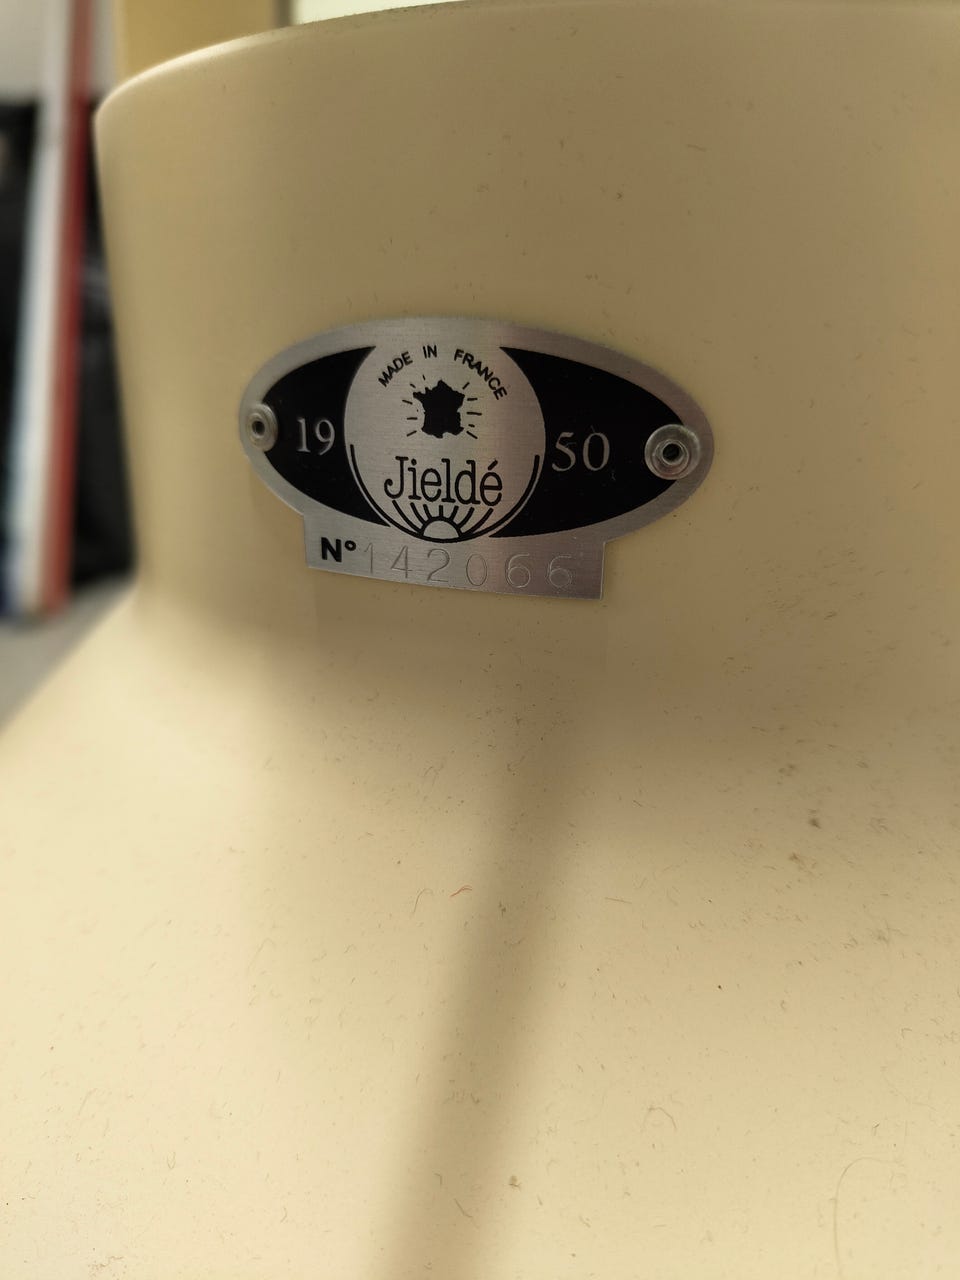 MADE IN FRANCE
19 50
Jieldé
N° 142066